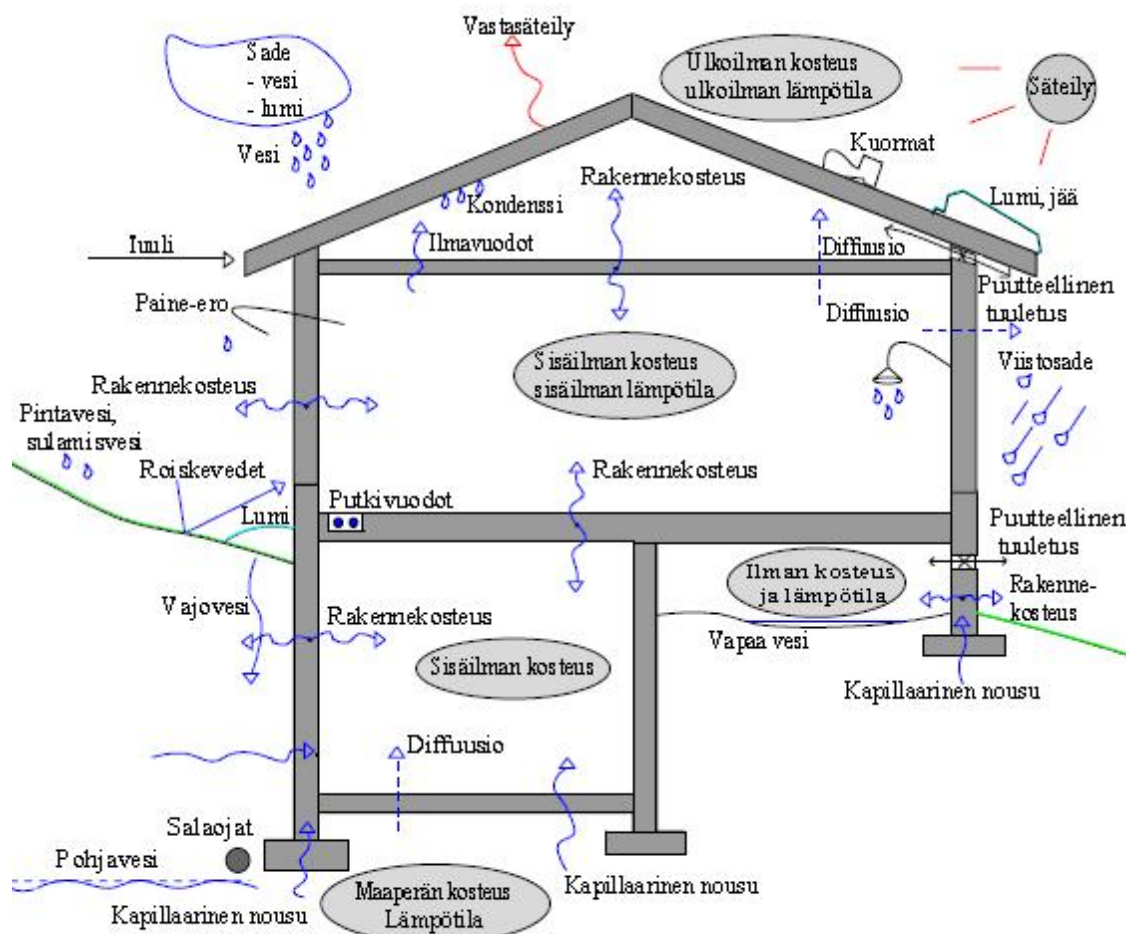 Vastasäteily
Sade
- vesi
- lumi
Ulkoilman kosteus
ulkoilman lämpötila
Säteily
Vesi
Kuormat
Rakennekosteus
Kondenssi
Lumi, jää
Tuuli
Ilmavuodot
Diffuusio
Paine-ero
Diffuusio
Puutteellinen
tuuletus
Sisäilman kosteus
sisäilman lämpötila
Viistosade
Rakennekosteus
Pintavesi,
sulamisvesi
Roiskevedet
Rakennekosteus
Lumi
Putkivuodot
Puutteellinen
tuuletus
Ilman kosteus
ja lämpötila
Rakenne-
kosteus
Vajovesi
Rakennekosteus
Vapaa vesi
Sisäilman kosteus
Kapillaarinen nousu
Diffuusio
Salaojat
Pohjavesi
Kapillaarinen nousu
Maaperän kosteus
Lämpötila
Kapillaarinen nousu